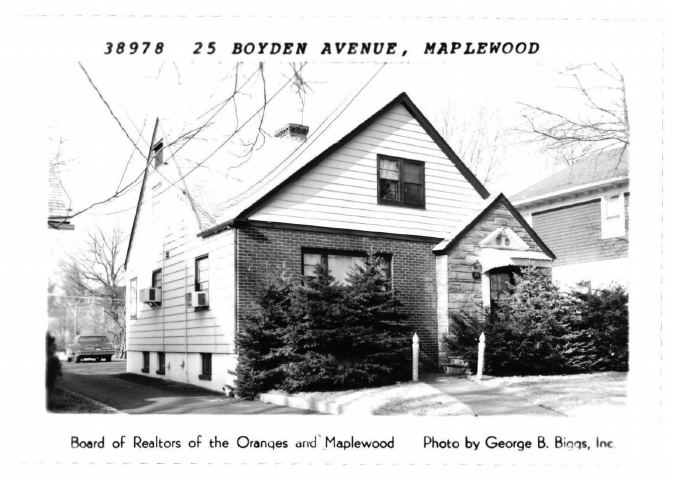 38978 25 BOYDEN AVENUE, MAPLEWOOD
Board of Realtors of the Oranges and Maplewood Photo by George B. Biggs, Inc.